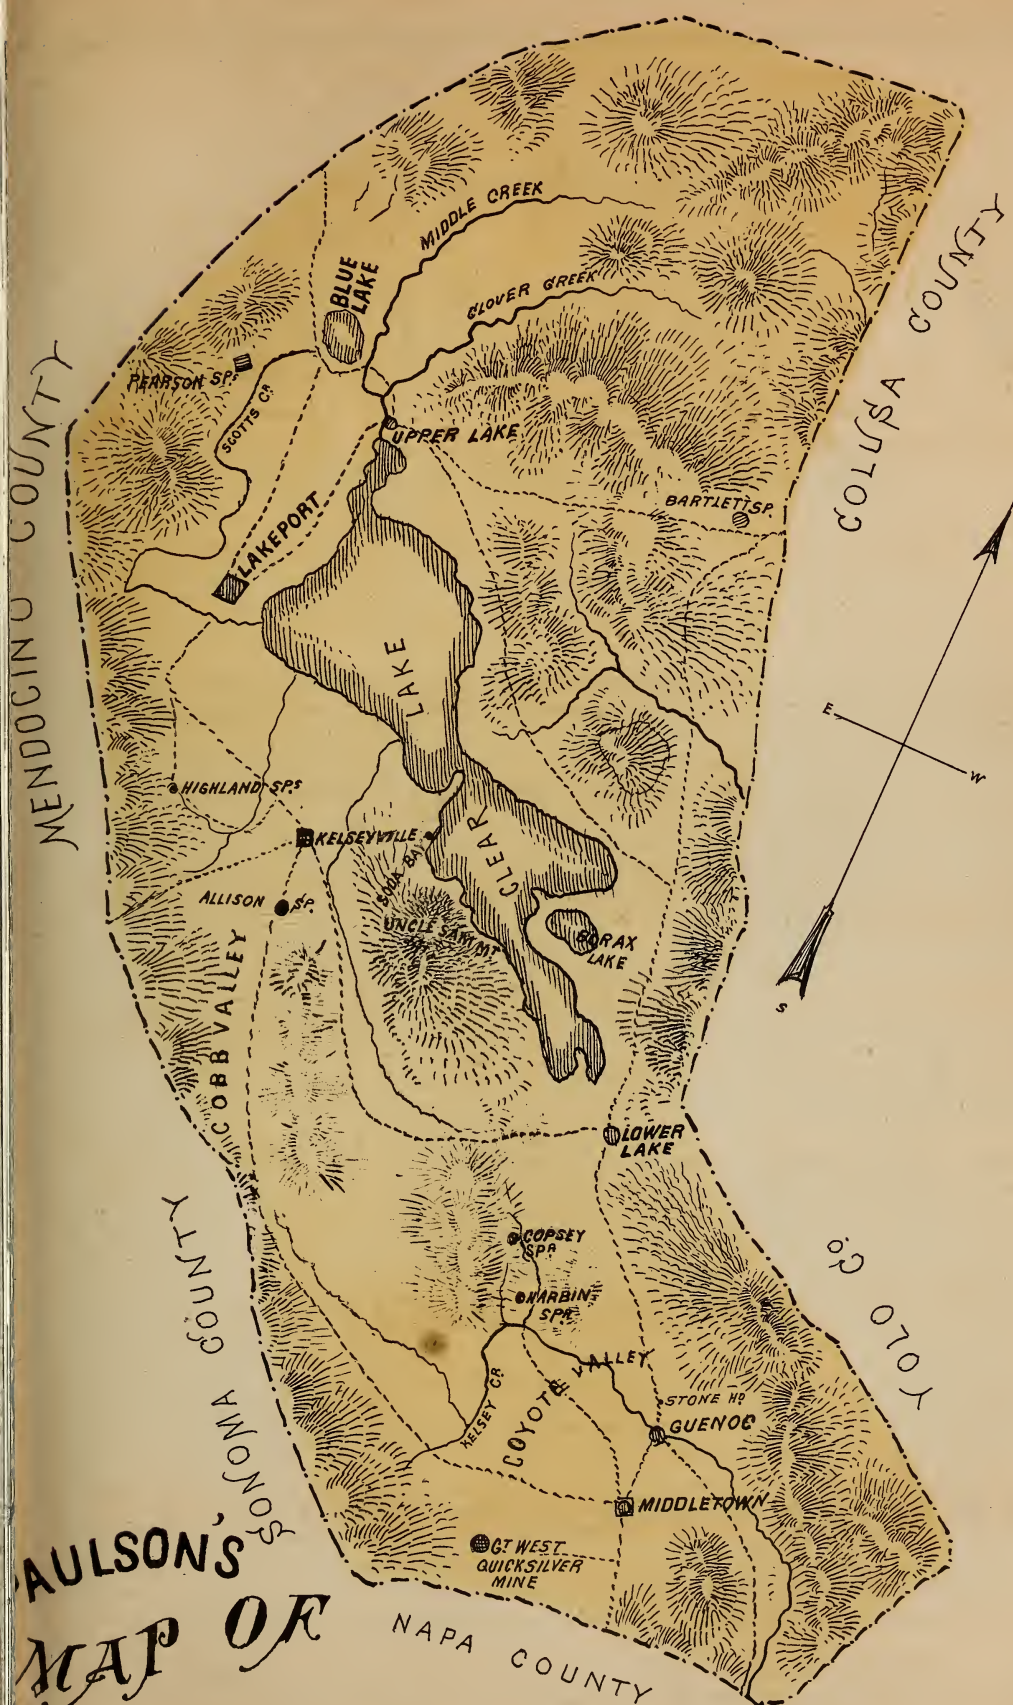 MIDDLE CREEK
BLUE
LAKE
CLOVER CREEK
COLUSA COUNTY
PEARSON SPS
SCOTTS CR
UPPER LAKE
MENDOCINO COUNTY
BARTLETT SP.
LAKEPORT
CLEAR LAKE
E
W
S
HIGHLAND SPS
KELSEYVILLE
SODA BAY
ALLISON SP.
UNCLE SAM MT
BORAX
LAKE
COBB VALLEY
LOWER
LAKE
COPSEY
SPR
HARBIN
SPR
SONOMA COUNTY
YOLO CO
COYOTE VALLEY
KELSEY CR
STONE HO
GUENOC
MIDDLETOWN
GT WEST
QUICKSILVER
MINE
AULSON'S
MAP OF
NAPA COUNTY